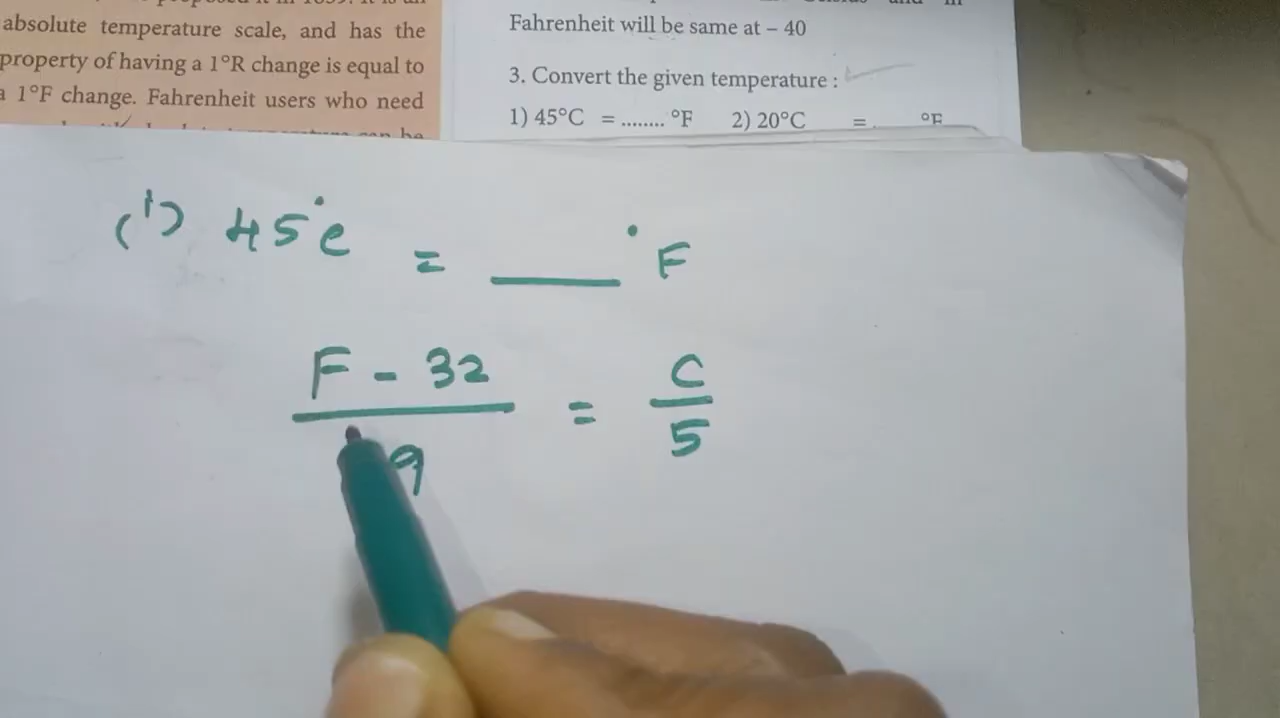 absolute temperature scale, and has the
property of having a 1°R change is equal to
a 1°F change. Fahrenheit users who need
Fahrenheit will be same at – 40
3. Convert the given temperature :
1) 45°C = ........ °F 2) 20°C = °F
(1) 45°C = ____ °F
F - 32 = C
9 5